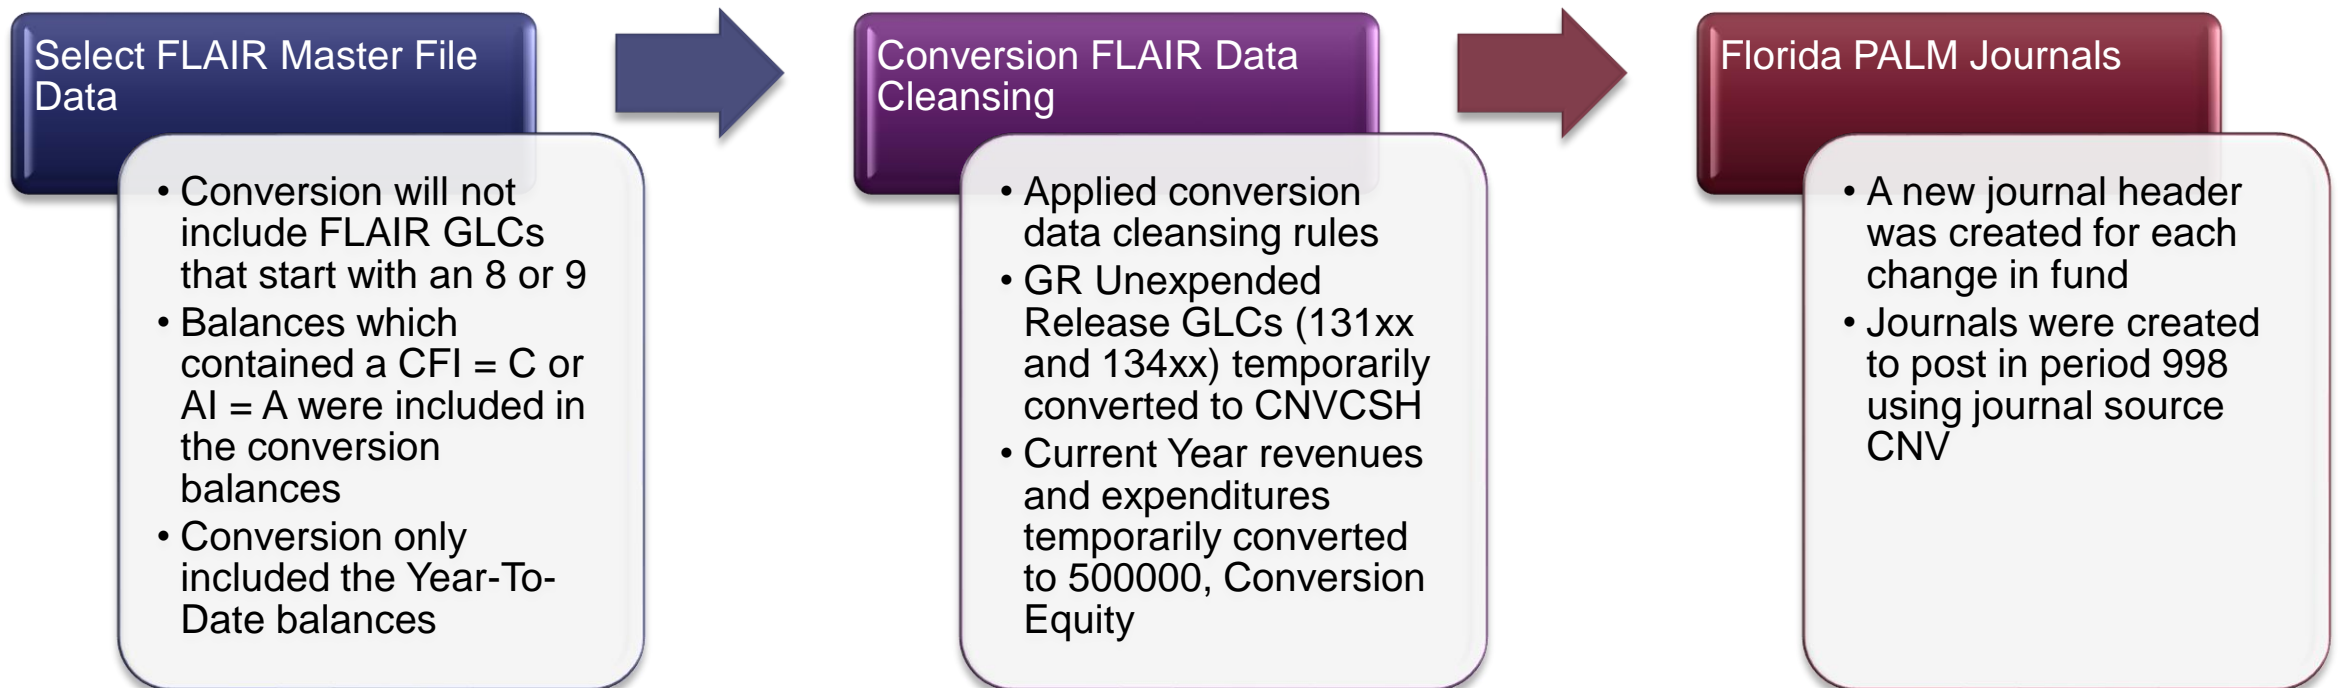 Select FLAIR Master File
Data
• Conversion will not
include FLAIR GLCs
that start with an 8 or 9
• Balances which
contained a CFI = C or
AI = A were included in
the conversion
balances
• Conversion only
included the Year-To-
Date balances
Conversion FLAIR Data
Cleansing
• Applied conversion
data cleansing rules
• GR Unexpended
Release GLCs (131xx
and 134xx) temporarily
converted to CNVCSH
• Current Year revenues
and expenditures
temporarily converted
to 500000, Conversion
Equity
Florida PALM Journals
• A new journal header
was created for each
change in fund
• Journals were created
to post in period 998
using journal source
CNV